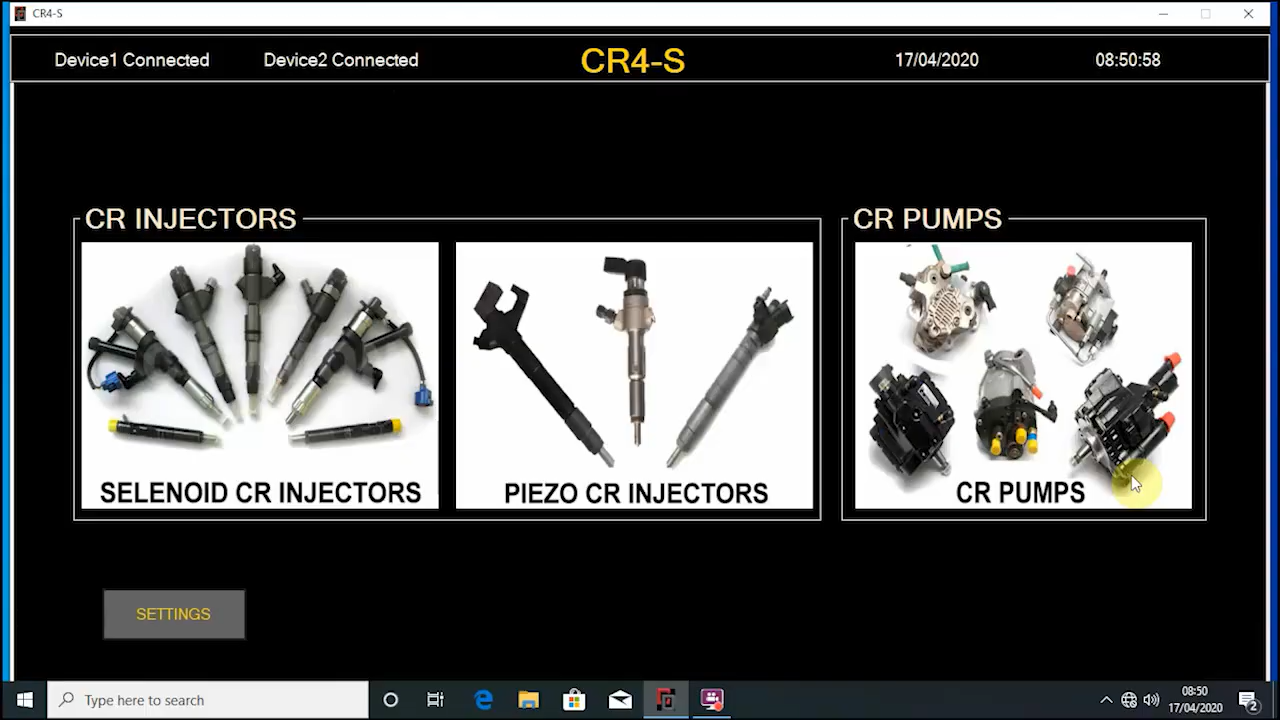 CR4-S
Device1 Connected
Device2 Connected
CR4-S
17/04/2020
08:50:58
CR INJECTORS
CR PUMPS
SELENOID CR INJECTORS
PIEZO CR INJECTORS
CR PUMPS
SETTINGS
Type here to search
08:50
17/04/2020
2